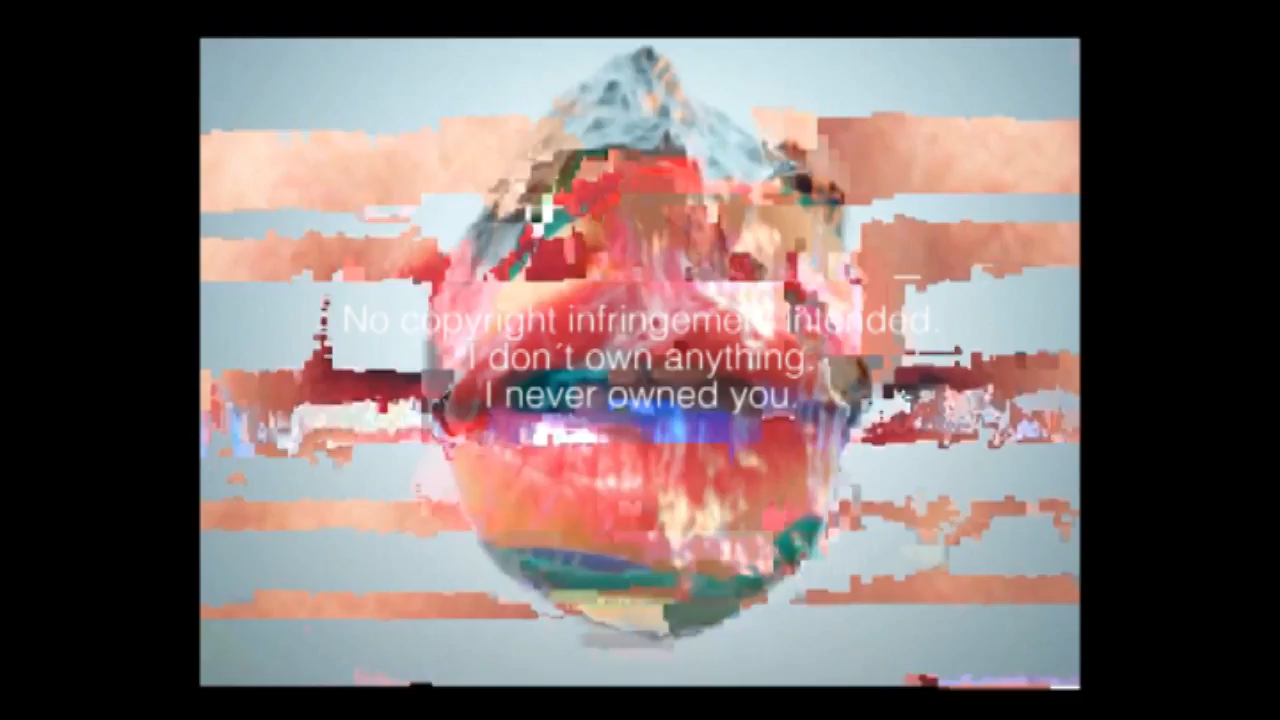 No copyright infringement intended.
I don´t own anything.
I never owned you.